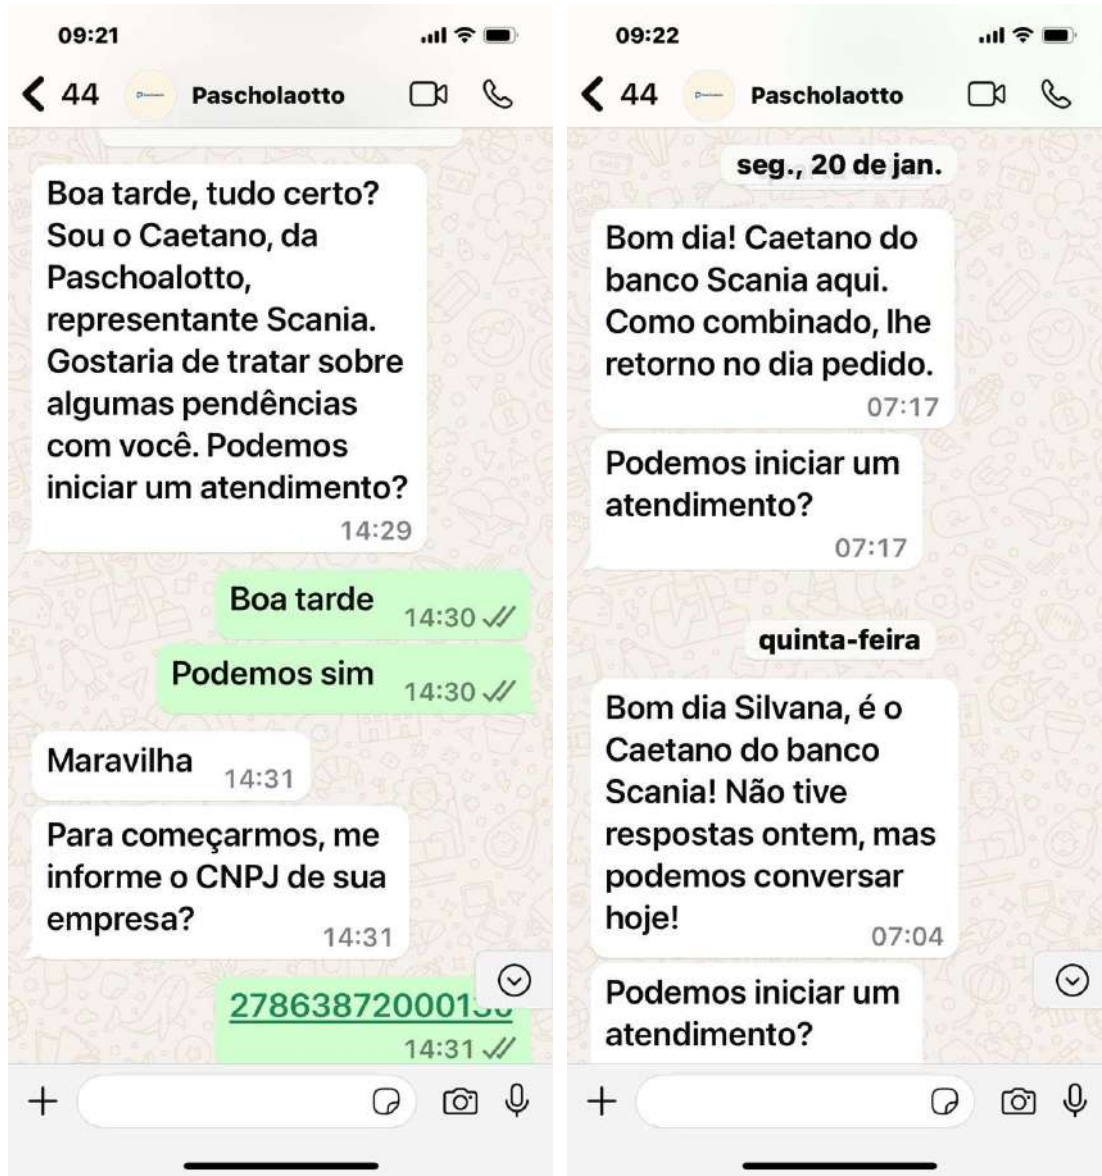 09:21
44
Pascholaotto
Boa tarde, tudo certo?
Sou o Caetano, da
Paschoalotto,
representante Scania.
Gostaria de tratar sobre
algumas pendências
com você. Podemos
iniciar um atendimento?
14:29
Boa tarde
14:30
Podemos sim
14:30
Maravilha
14:31
Para começarmos, me
informe o CNPJ de sua
empresa?
14:31
14:31
09:22
44
Pascholaotto
seg., 20 de jan.
Bom dia! Caetano do
banco Scania aqui.
Como combinado, lhe
retorno no dia pedido.
07:17
Podemos iniciar um
atendimento?
07:17
quinta-feira
Bom dia Silvana, é o
Caetano do banco
Scania! Não tive
respostas ontem, mas
podemos conversar
hoje!
07:04
Podemos iniciar um
atendimento?